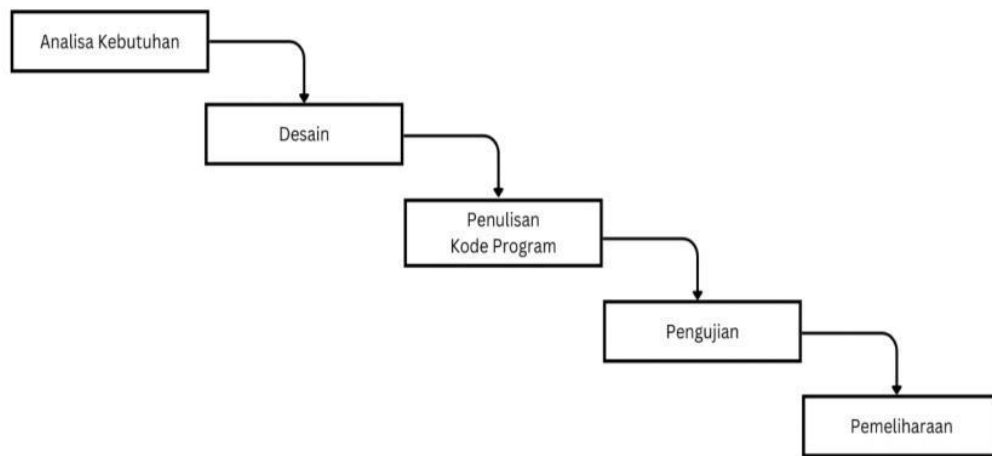 Analisa Kebutuhan
Desain
Penulisan
Kode Program
Pengujian
Pemeliharaan